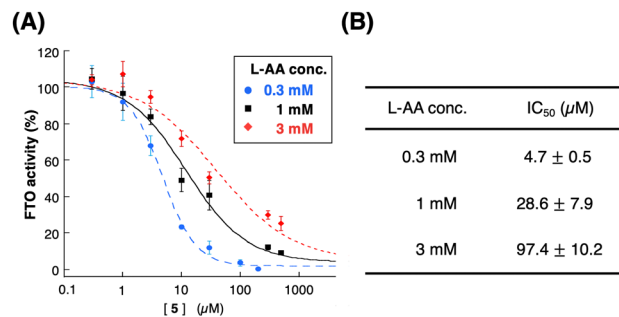 (A)
(B)
FTO activity (%)
120
100
80
60
40
20
0
0.1
1
10
100
1000
[ 5 ] (µM)
L-AA conc.
0.3 mM
1 mM
3 mM
L-AA conc. IC50 (µM)
0.3 mM 4.7 ± 0.5
1 mM 28.6 ± 7.9
3 mM 97.4 ± 10.2